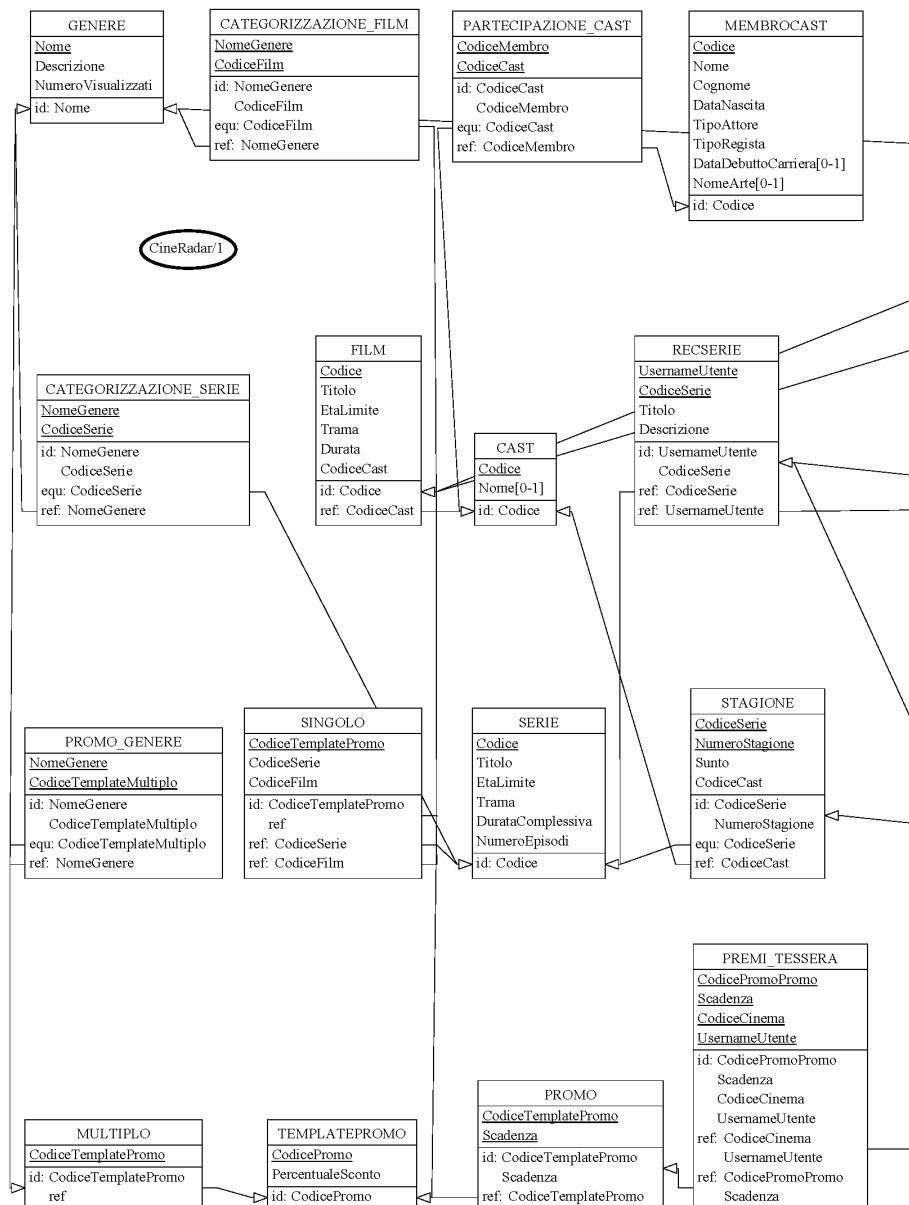 GENERE
Nome
Descrizione
NumeroVisualizzati
id: Nome
CATEGORIZZAZIONE_FILM
NomeGenere
CodiceFilm
id: NomeGenere
CodiceFilm
equ: CodiceFilm
ref: NomeGenere
PARTECIPAZIONE_CAST
CodiceMembro
CodiceCast
id: CodiceCast
CodiceMembro
equ: CodiceCast
ref: CodiceMembro
MEMBROCAST
Codice
Nome
Cognome
DataNascita
TipoAttore
TipoRegista
DataDebuttoCarriera[0-1]
NomeArte[0-1]
id: Codice
CineRadar/1
CATEGORIZZAZIONE_SERIE
NomeGenere
CodiceSerie
id: NomeGenere
CodiceSerie
equ: CodiceSerie
ref: NomeGenere
FILM
Codice
Titolo
EtaLimite
Trama
Durata
CodiceCast
id: Codice
ref: CodiceCast
CAST
Codice
Nome[0-1]
id: Codice
RECSERIE
UsernameUtente
CodiceSerie
Titolo
Descrizione
id: UsernameUtente
CodiceSerie
ref: CodiceSerie
ref: UsernameUtente
PROMO_GENERE
NomeGenere
CodiceTemplateMultiplo
id: NomeGenere
CodiceTemplateMultiplo
equ: CodiceTemplateMultiplo
ref: NomeGenere
SINGOLO
CodiceTemplatePromo
CodiceSerie
CodiceFilm
id: CodiceTemplatePromo
ref
ref: CodiceSerie
ref: CodiceFilm
SERIE
Codice
Titolo
EtaLimite
Trama
DurataComplessiva
NumeroEpisodi
id: Codice
STAGIONE
CodiceSerie
NumeroStagione
Sunto
CodiceCast
id: CodiceSerie
NumeroStagione
equ: CodiceSerie
ref: CodiceCast
MULTIPLO
CodiceTemplatePromo
id: CodiceTemplatePromo
ref
TEMPLATEPROMO
CodicePromo
PercentualeSconto
id: CodicePromo
PROMO
CodiceTemplatePromo
Scadenza
id: CodiceTemplatePromo
Scadenza
ref: CodiceTemplatePromo
PREMI_TESSERA
CodicePromoPromo
Scadenza
CodiceCinema
UsernameUtente
id: CodicePromoPromo
Scadenza
CodiceCinema
UsernameUtente
ref: CodiceCinema
UsernameUtente
ref: CodicePromoPromo
Scadenza